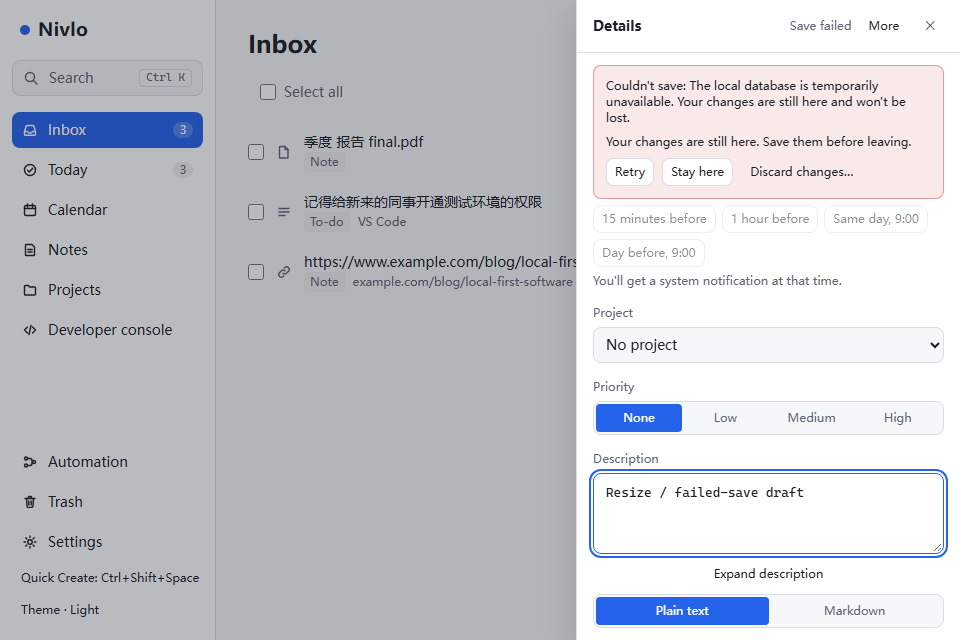 Nivlo
Search
Ctrl K
Inbox
3
Today
3
Calendar
Notes
Projects
Developer console
Automation
Trash
Settings
Quick Create: Ctrl+Shift+Space
Theme · Light
Inbox
Select all
季度 报告 final.pdf
Note
记得给新来的同事开通测试环境的权限
To-do VS Code
https://www.example.com/blog/local-firs
Note example.com/blog/local-first-software
Details
Save failed
More
Couldn't save: The local database is temporarily
unavailable. Your changes are still here and won't be
lost.
Your changes are still here. Save them before leaving.
Retry
Stay here
Discard changes...
15 minutes before
1 hour before
Same day, 9:00
Day before, 9:00
You'll get a system notification at that time.
Project
No project
Priority
None
Low
Medium
High
Description
Resize / failed-save draft
Expand description
Plain text
Markdown